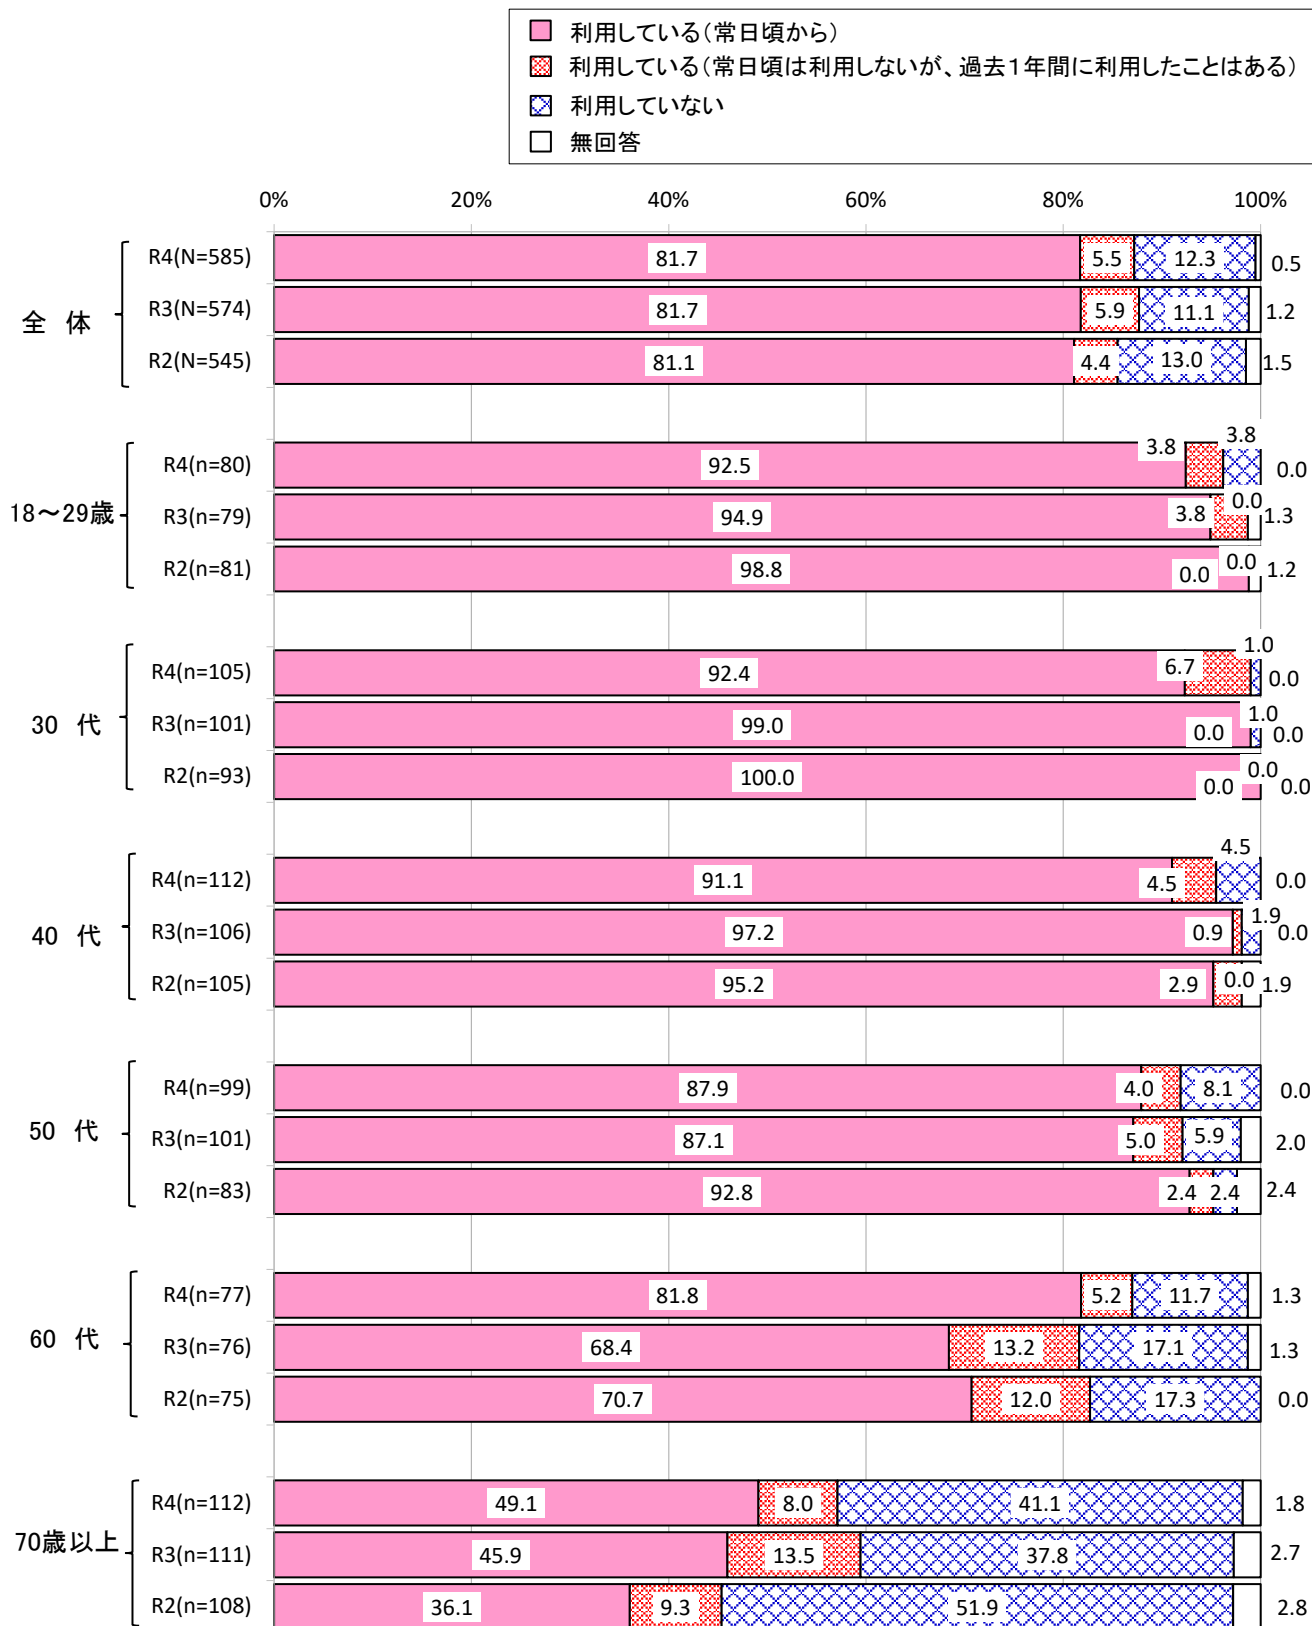 利用している(常日頃から)
利用している(常日頃は利用しないが、過去1年間に利用したことはある)
利用していない
無回答
0% 20% 40% 60% 80% 100%
全 体
R4(N=585) 81.7 5.5 12.3 0.5
R3(N=574) 81.7 5.9 11.1 1.2
R2(N=545) 81.1 4.4 13.0 1.5
18～29歳
R4(n=80) 92.5 3.8 3.8 0.0
R3(n=79) 94.9 3.8 0.0 1.3
R2(n=81) 98.8 0.0 0.0 1.2
30 代
R4(n=105) 92.4 6.7 1.0 0.0
R3(n=101) 99.0 0.0 1.0 0.0
R2(n=93) 100.0 0.0 0.0 0.0
40 代
R4(n=112) 91.1 4.5 4.5 0.0
R3(n=106) 97.2 0.9 1.9 0.0
R2(n=105) 95.2 2.9 0.0 1.9
50 代
R4(n=99) 87.9 4.0 8.1 0.0
R3(n=101) 87.1 5.0 5.9 2.0
R2(n=83) 92.8 2.4 2.4 2.4
60 代
R4(n=77) 81.8 5.2 11.7 1.3
R3(n=76) 68.4 13.2 17.1 1.3
R2(n=75) 70.7 12.0 17.3 0.0
70歳以上
R4(n=112) 49.1 8.0 41.1 1.8
R3(n=111) 45.9 13.5 37.8 2.7
R2(n=108) 36.1 9.3 51.9 2.8